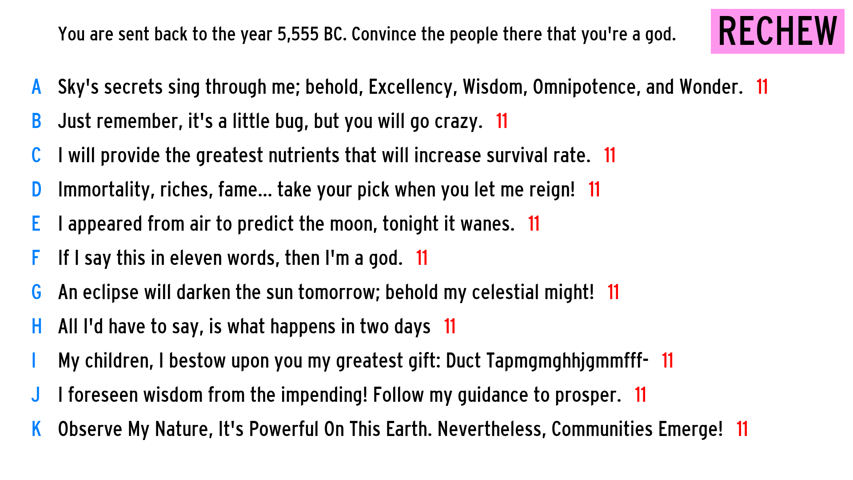 You are sent back to the year 5,555 BC. Convince the people there that you're a god.
RECHEW
A Sky's secrets sing through me; behold, Excellency, Wisdom, Omnipotence, and Wonder. 11
B Just remember, it's a little bug, but you will go crazy. 11
C I will provide the greatest nutrients that will increase survival rate. 11
D Immortality, riches, fame... take your pick when you let me reign! 11
E I appeared from air to predict the moon, tonight it wanes. 11
F If I say this in eleven words, then I'm a god. 11
G An eclipse will darken the sun tomorrow; behold my celestial might! 11
H All I'd have to say, is what happens in two days 11
I My children, I bestow upon you my greatest gift: Duct Tapmgmghhjgmmfff- 11
J I foreseen wisdom from the impending! Follow my guidance to prosper. 11
K Observe My Nature, It's Powerful On This Earth. Nevertheless, Communities Emerge! 11